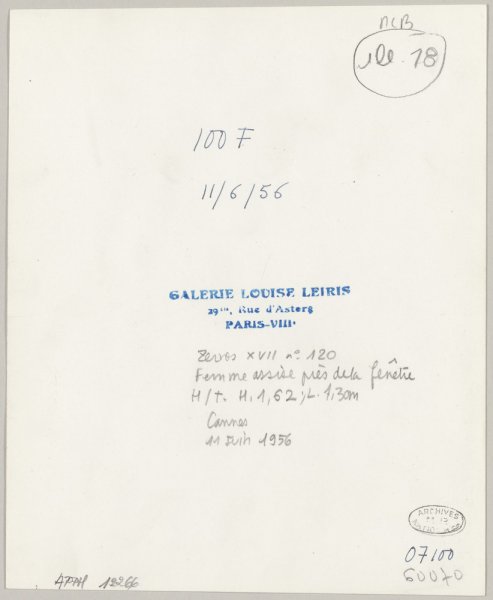 MCB
ile. 18
100 F
11/6/56
GALERIE LOUISE LEIRIS
29bis, Rue d'Astorg
PARIS-VIIIe
Zervos XVII n° 120
Femme assise près de la fenêtre
H/t. H. 1,62; L. 1,30m
Cannes
11 Juin 1956
ARCHIVES
07100
60070
APPH 13266